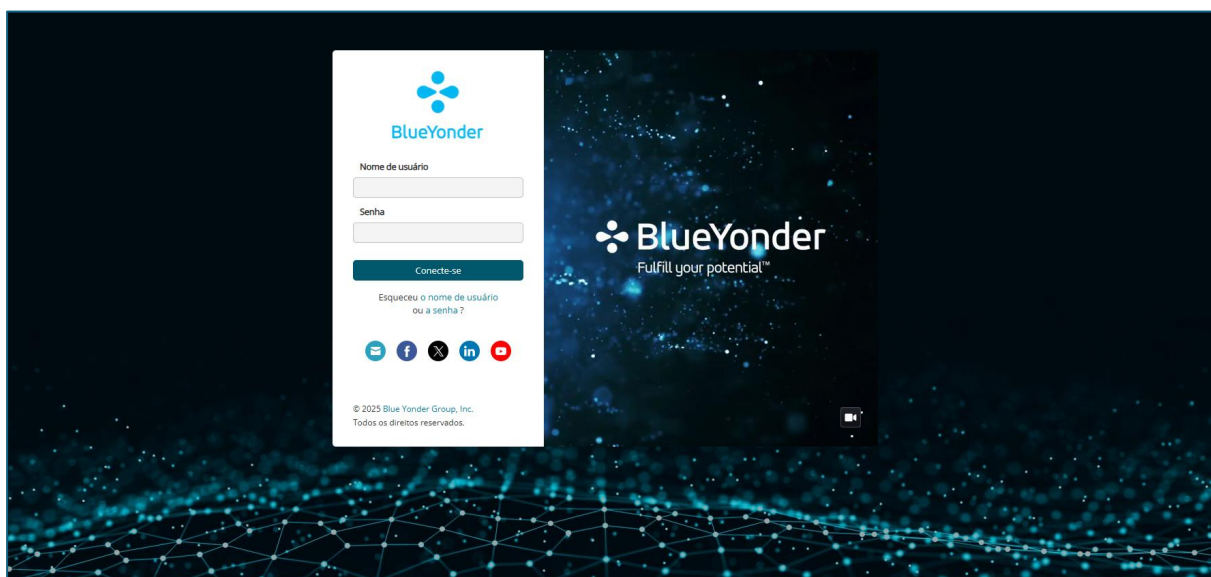 BlueYonder
Nome de usuário
Senha
Conecte-se
Esqueceu o nome de usuário
ou a senha ?
© 2025 Blue Yonder Group, Inc.
Todos os direitos reservados.
BlueYonder
Fulfill your potential™